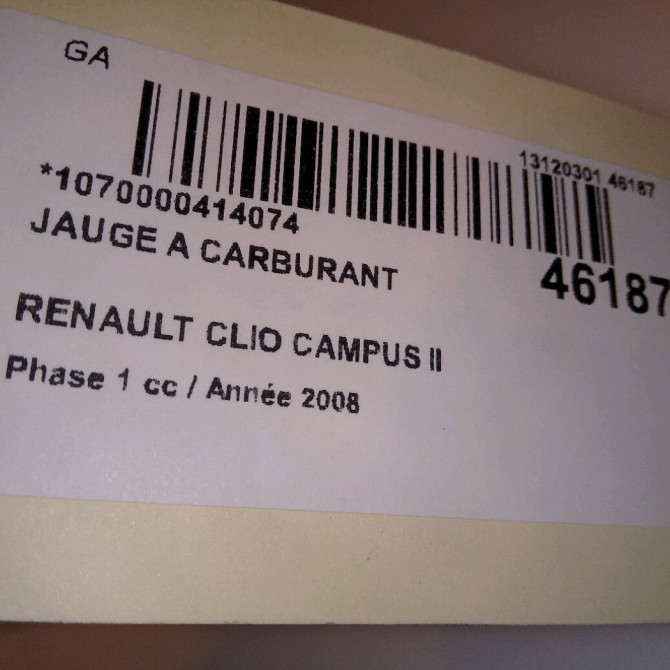 GA
13120301 46187
*1070000414074
46187
JAUGE A CARBURANT
RENAULT CLIO CAMPUS II
Phase 1 cc / Année 2008